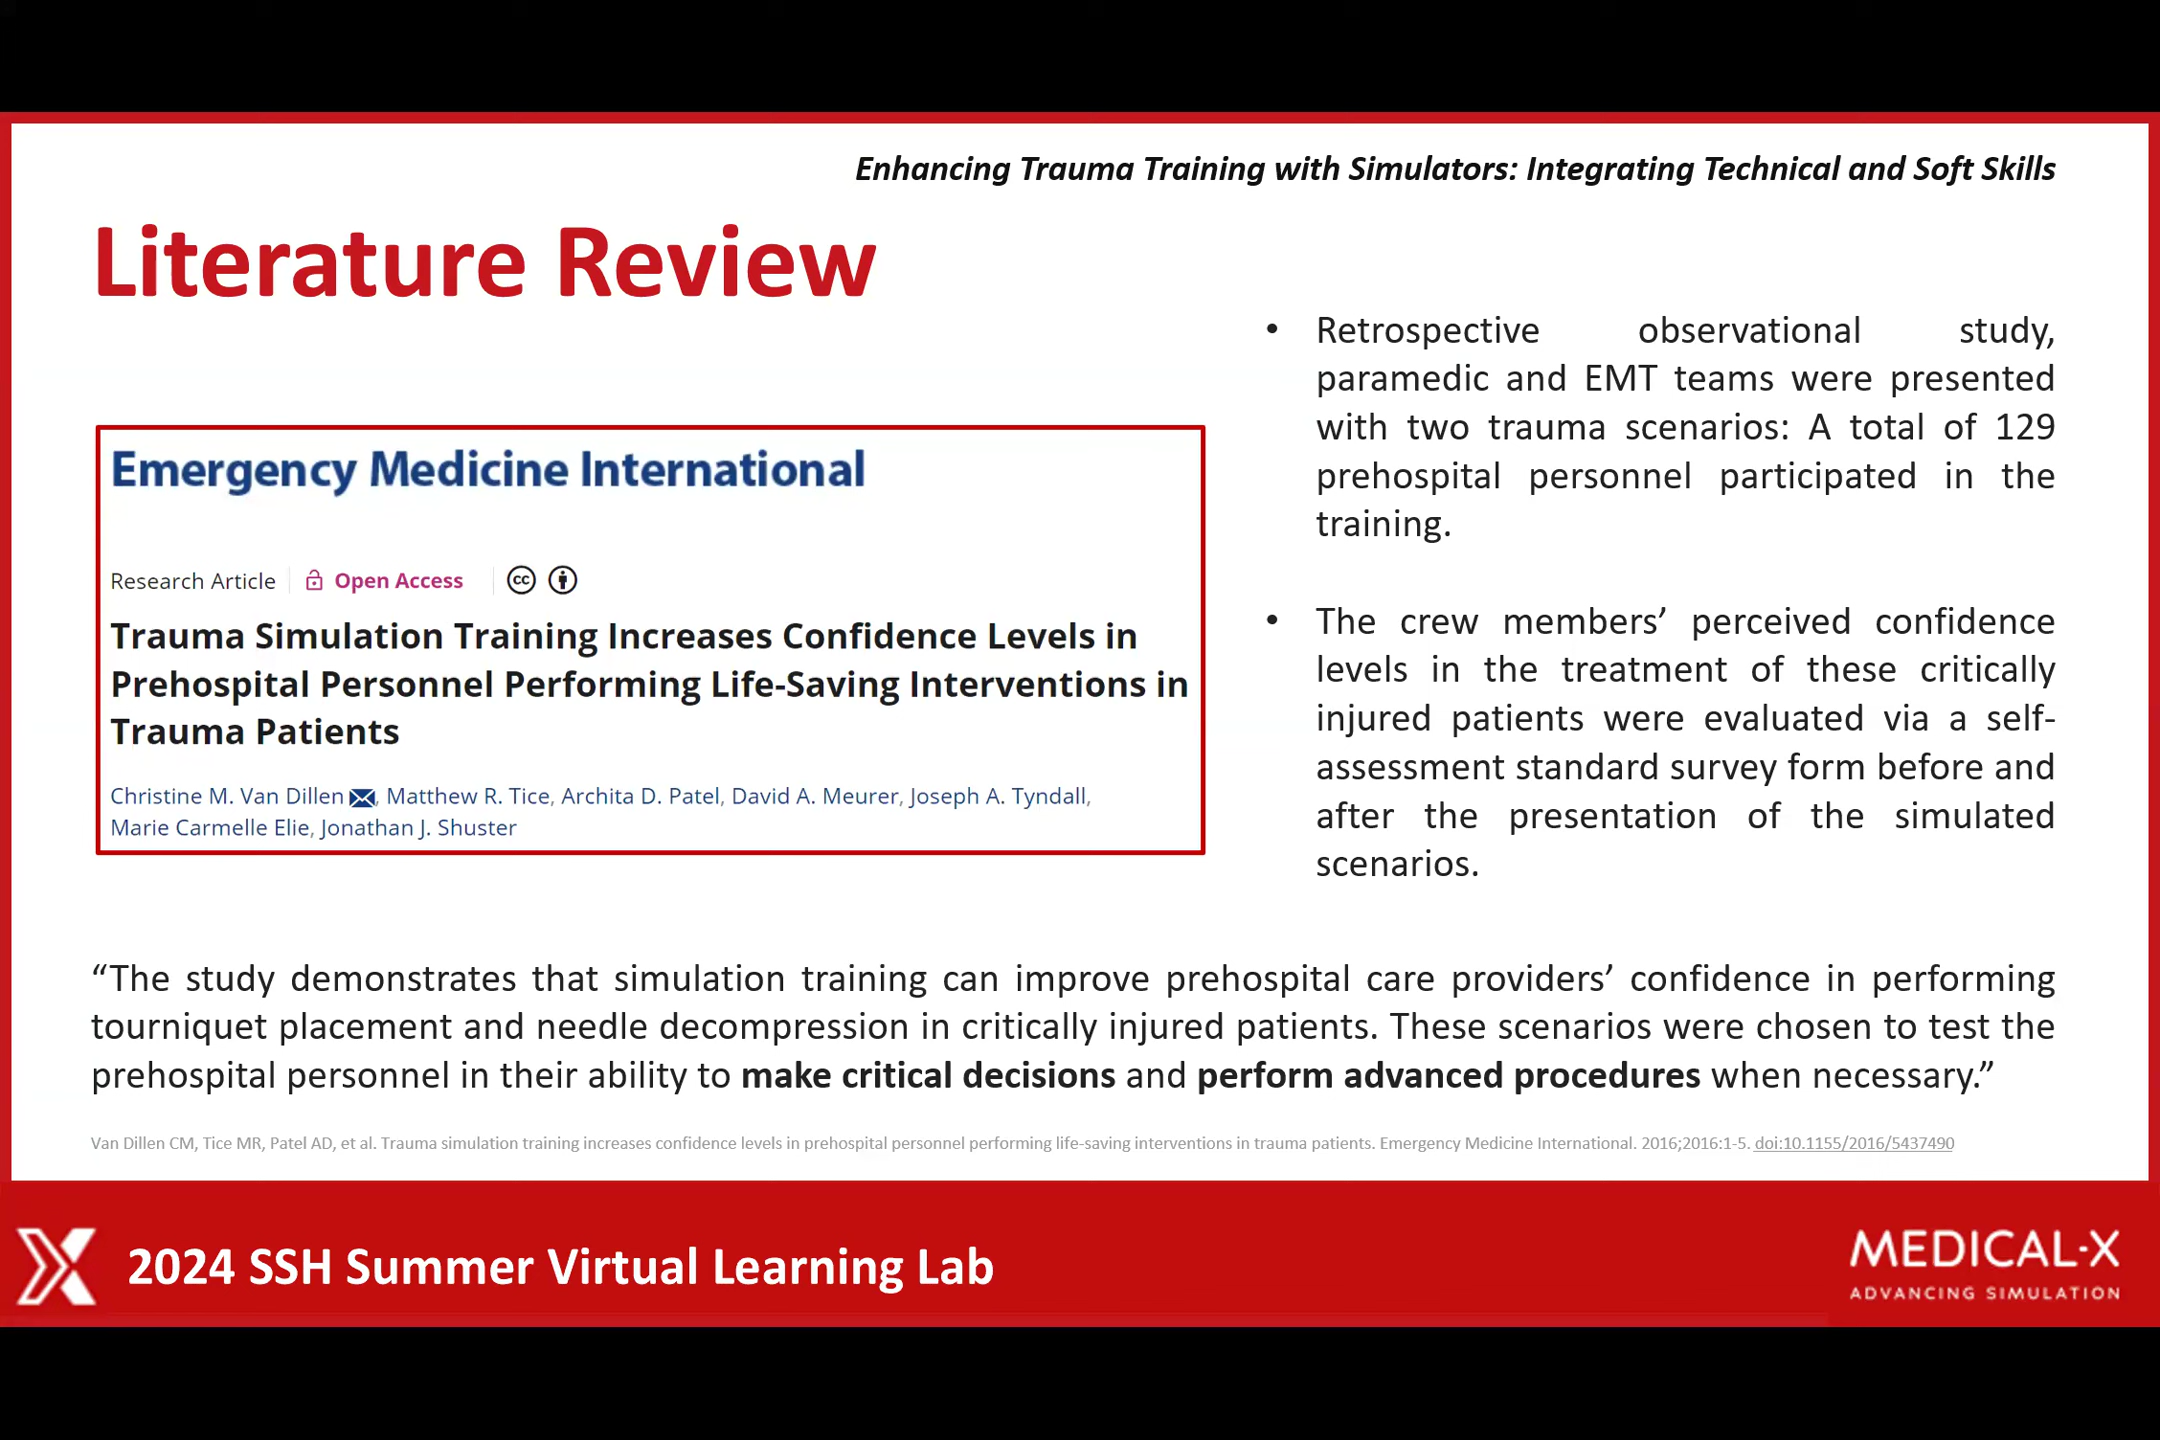 Enhancing Trauma Training with Simulators: Integrating Technical and Soft Skills
Literature Review
Emergency Medicine International
Research Article Open Access cc
Trauma Simulation Training Increases Confidence Levels in
Prehospital Personnel Performing Life-Saving Interventions in
Trauma Patients
Christine M. Van Dillen, Matthew R. Tice, Archita D. Patel, David A. Meurer, Joseph A. Tyndall,
Marie Carmelle Elie, Jonathan J. Shuster
• Retrospective observational study,
paramedic and EMT teams were presented
with two trauma scenarios: A total of 129
prehospital personnel participated in the
training.
• The crew members’ perceived confidence
levels in the treatment of these critically
injured patients were evaluated via a self-
assessment standard survey form before and
after the presentation of the simulated
scenarios.
“The study demonstrates that simulation training can improve prehospital care providers’ confidence in performing
tourniquet placement and needle decompression in critically injured patients. These scenarios were chosen to test the
prehospital personnel in their ability to make critical decisions and perform advanced procedures when necessary.”
Van Dillen CM, Tice MR, Patel AD, et al. Trauma simulation training increases confidence levels in prehospital personnel performing life-saving interventions in trauma patients. Emergency Medicine International. 2016;2016:1-5. doi:10.1155/2016/5437490
2024 SSH Summer Virtual Learning Lab
MEDICAL-X
ADVANCING SIMULATION